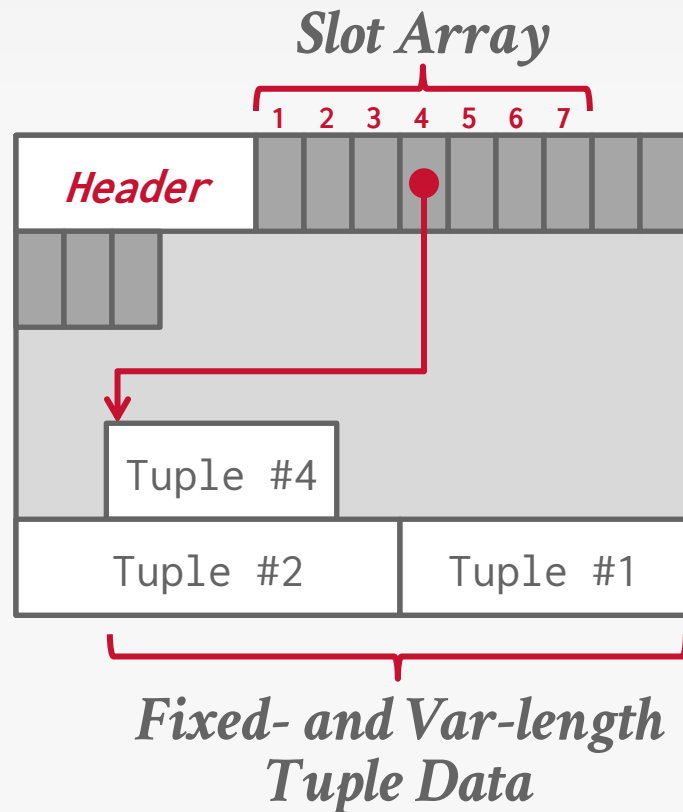 Slot Array
1 2 3 4 5 6 7
Header
Tuple #4
Tuple #2 Tuple #1
Fixed- and Var-length
Tuple Data